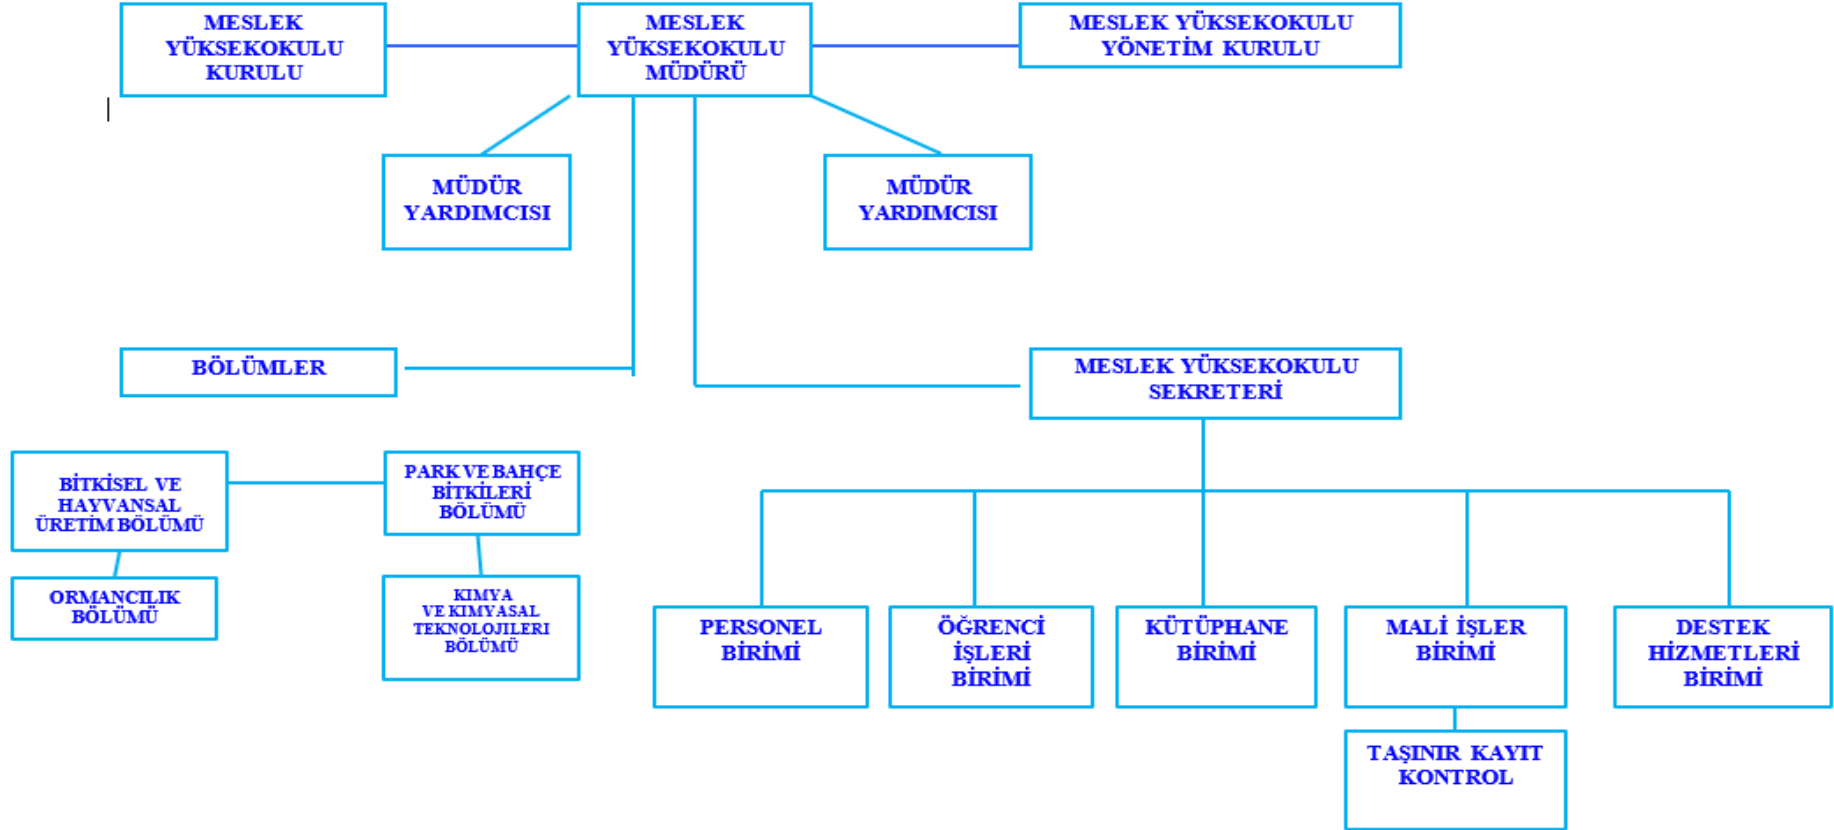 MESLEK
YÜKSEKOKULU
KURULU
MESLEK
YÜKSEKOKULU
MÜDÜRÜ
MESLEK YÜKSEKOKULU
YÖNETİM KURULU
MÜDÜR
YARDIMCISI
MÜDÜR
YARDIMCISI
BÖLÜMLER
MESLEK YÜKSEKOKULU
SEKRETERİ
BİTKİSEL VE
HAYVANSAL
ÜRETİM BÖLÜMÜ
PARK VE BAHÇE
BİTKİLERİ
BÖLÜMÜ
ORMANCILIK
BÖLÜMÜ
KIMYA
VE KIMYASAL
TEKNOLOJILERI
BÖLÜMÜ
PERSONEL
BİRİMİ
ÖĞRENCİ
İŞLERİ
BİRİMİ
KÜTÜPHANE
BİRİMİ
MALİ İŞLER
BİRİMİ
DESTEK
HİZMETLERİ
BİRİMİ
TAŞINIR KAYIT
KONTROL